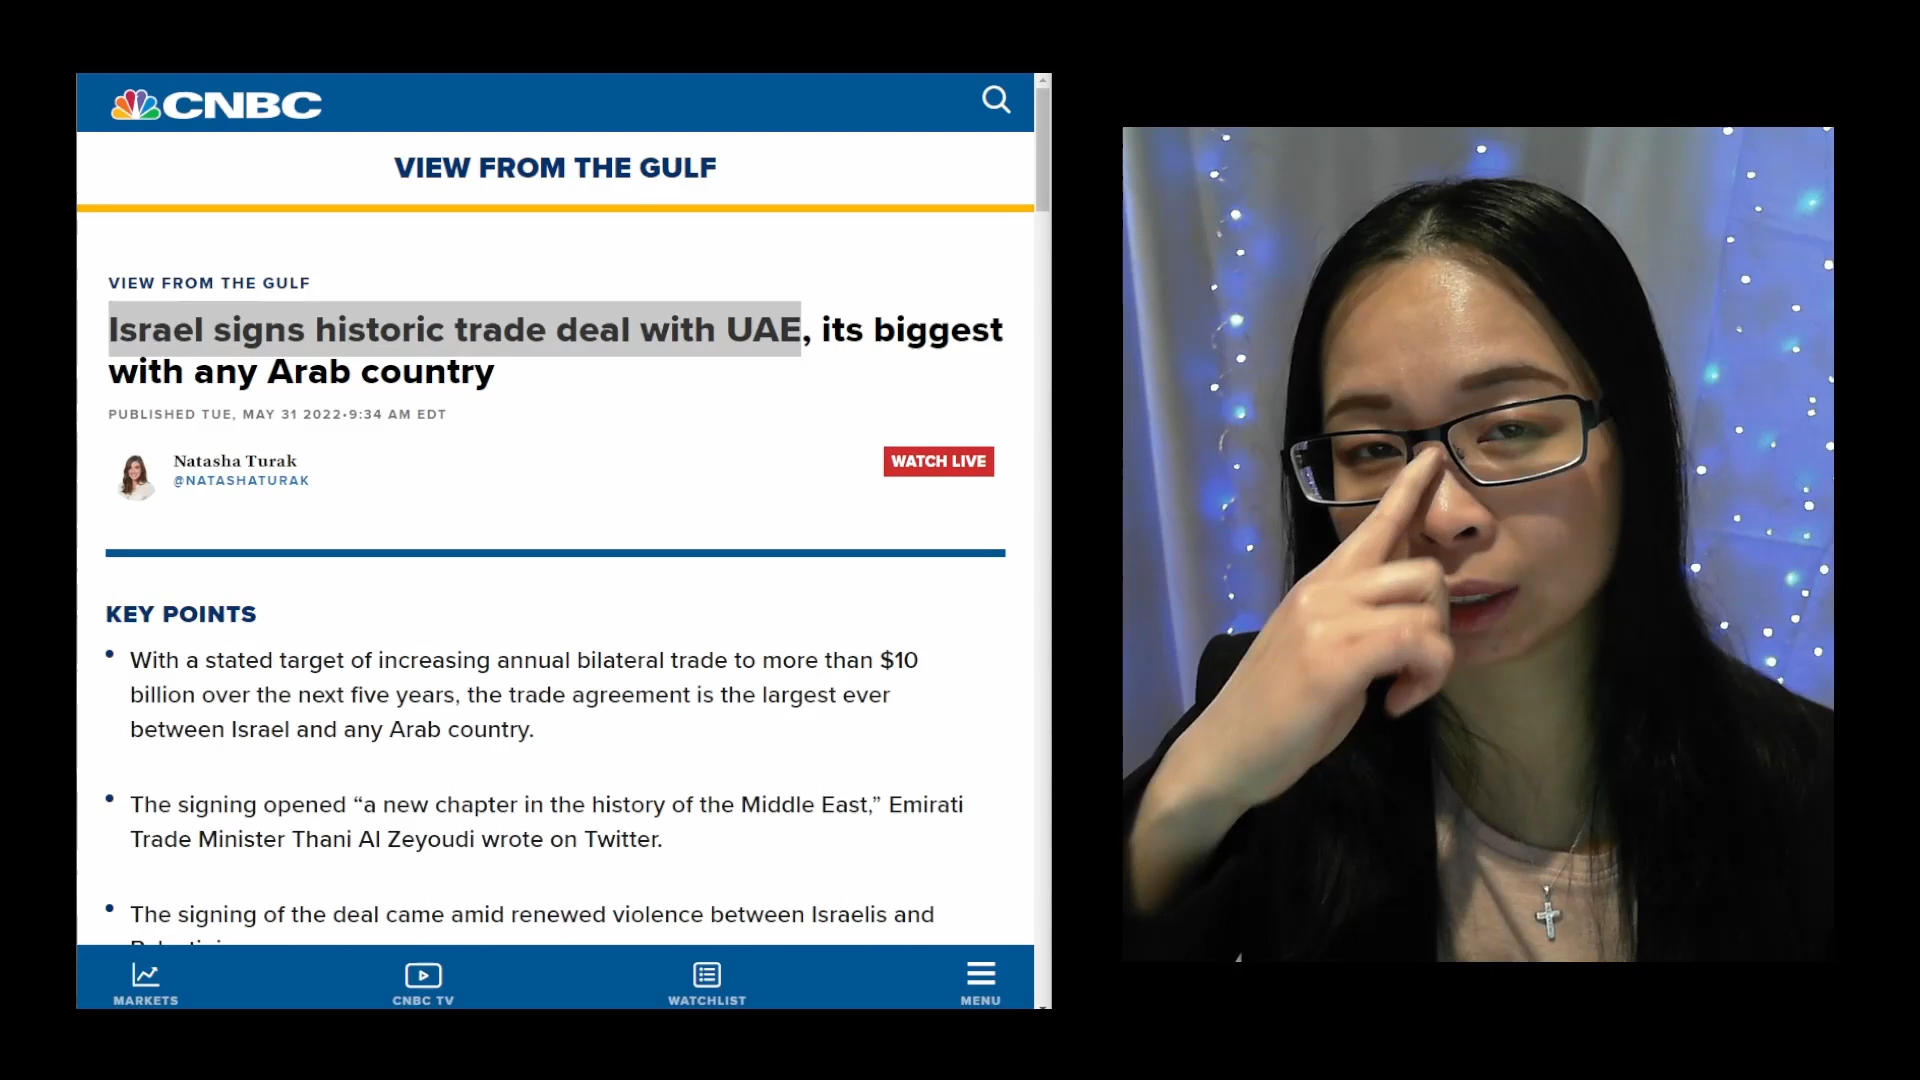 CNBC
VIEW FROM THE GULF
VIEW FROM THE GULF
Israel signs historic trade deal with UAE, its biggest
with any Arab country
PUBLISHED TUE, MAY 31 2022•9:34 AM EDT
Natasha Turak
@NATASHATURAK
WATCH LIVE
KEY POINTS
• With a stated target of increasing annual bilateral trade to more than $10
billion over the next five years, the trade agreement is the largest ever
between Israel and any Arab country.
• The signing opened “a new chapter in the history of the Middle East,” Emirati
Trade Minister Thani Al Zeyoudi wrote on Twitter.
• The signing of the deal came amid renewed violence between Israelis and
MARKETS
CNBC TV
WATCHLIST
MENU